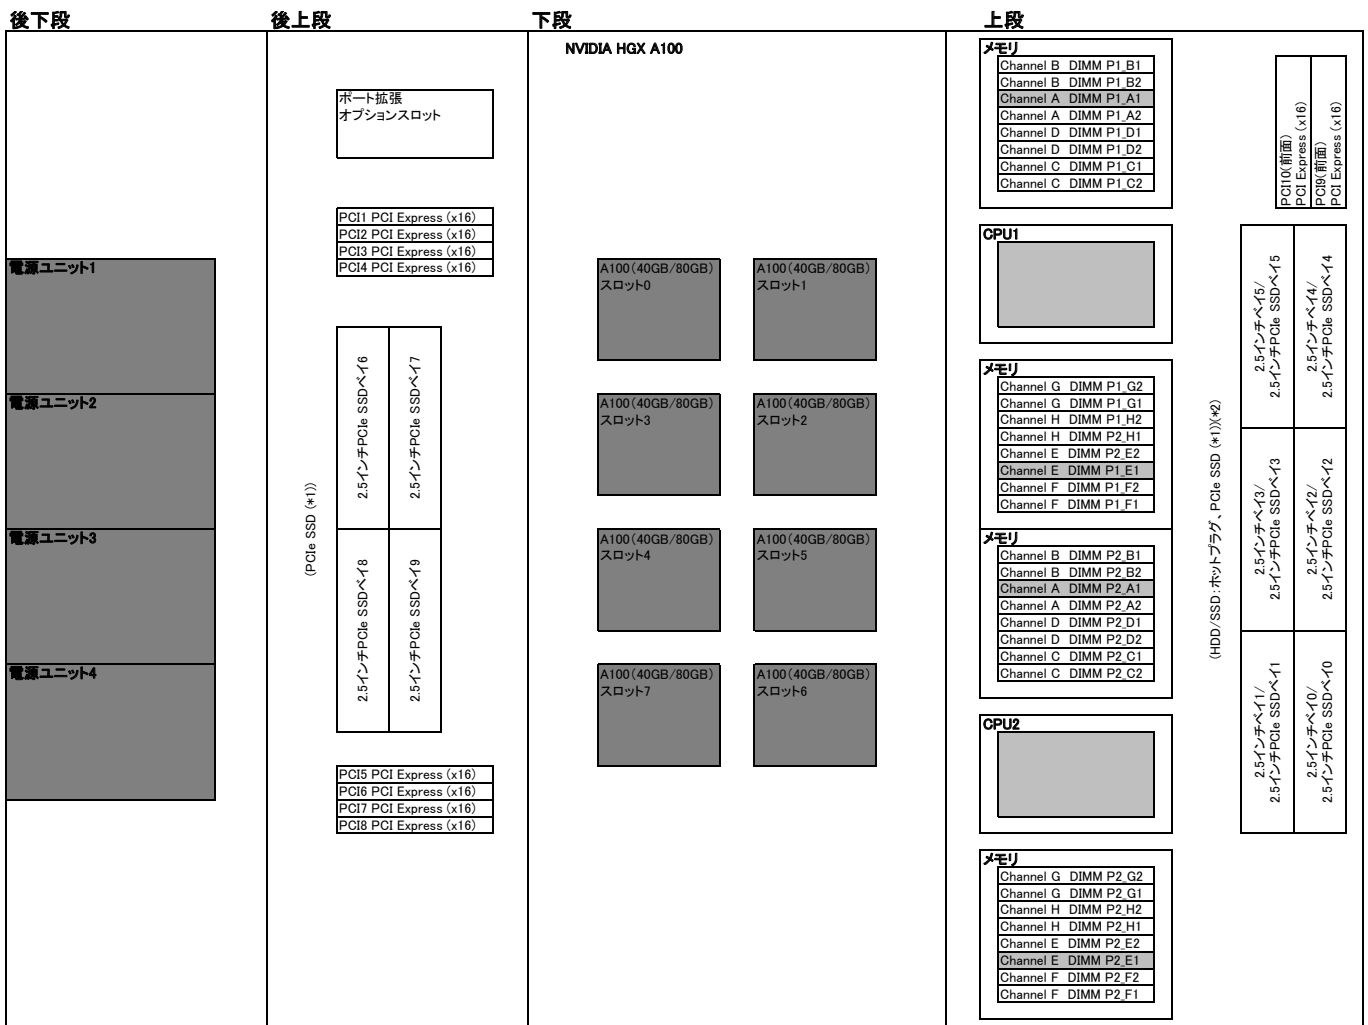 後下段
後上段
下段
上段
電源ユニット1
電源ユニット2
電源ユニット3
電源ユニット4
ポート拡張
オプションスロット
PCI1 PCI Express (x16)
PCI2 PCI Express (x16)
PCI3 PCI Express (x16)
PCI4 PCI Express (x16)
(PCIe SSD (*1))
2.5インチPCIe SSDベイ6
2.5インチPCIe SSDベイ7
2.5インチPCIe SSDベイ8
2.5インチPCIe SSDベイ9
PCI5 PCI Express (x16)
PCI6 PCI Express (x16)
PCI7 PCI Express (x16)
PCI8 PCI Express (x16)
NVIDIA HGX A100
A100(40GB/80GB)
スロット0
A100(40GB/80GB)
スロット1
A100(40GB/80GB)
スロット3
A100(40GB/80GB)
スロット2
A100(40GB/80GB)
スロット4
A100(40GB/80GB)
スロット5
A100(40GB/80GB)
スロット7
A100(40GB/80GB)
スロット6
メモリ
Channel B DIMM P1_B1
Channel B DIMM P1_B2
Channel A DIMM P1_A1
Channel A DIMM P1_A2
Channel D DIMM P1_D1
Channel D DIMM P1_D2
Channel C DIMM P1_C1
Channel C DIMM P1_C2
CPU1
メモリ
Channel G DIMM P1_G2
Channel G DIMM P1_G1
Channel H DIMM P1_H2
Channel H DIMM P2_H1
Channel E DIMM P2_E2
Channel E DIMM P1_E1
Channel F DIMM P1_F2
Channel F DIMM P1_F1
メモリ
Channel B DIMM P2_B1
Channel B DIMM P2_B2
Channel A DIMM P2_A1
Channel A DIMM P2_A2
Channel D DIMM P2_D1
Channel D DIMM P2_D2
Channel C DIMM P2_C1
Channel C DIMM P2_C2
CPU2
メモリ
Channel G DIMM P2_G2
Channel G DIMM P2_G1
Channel H DIMM P2_H2
Channel H DIMM P2_H1
Channel E DIMM P2_E2
Channel E DIMM P2_E1
Channel F DIMM P2_F2
Channel F DIMM P2_F1
PCI10(前面)
PCI Express (x16)
PCI9(前面)
PCI Express (x16)
(HDD/SSD:ホットプラグ、PCIe SSD (*1))(*2)
2.5インチベイ5/
2.5インチPCIe SSDベイ5
2.5インチベイ4/
2.5インチPCIe SSDベイ4
2.5インチベイ3/
2.5インチPCIe SSDベイ3
2.5インチベイ2/
2.5インチPCIe SSDベイ2
2.5インチベイ1/
2.5インチPCIe SSDベイ1
2.5インチベイ0/
2.5インチPCIe SSDベイ0